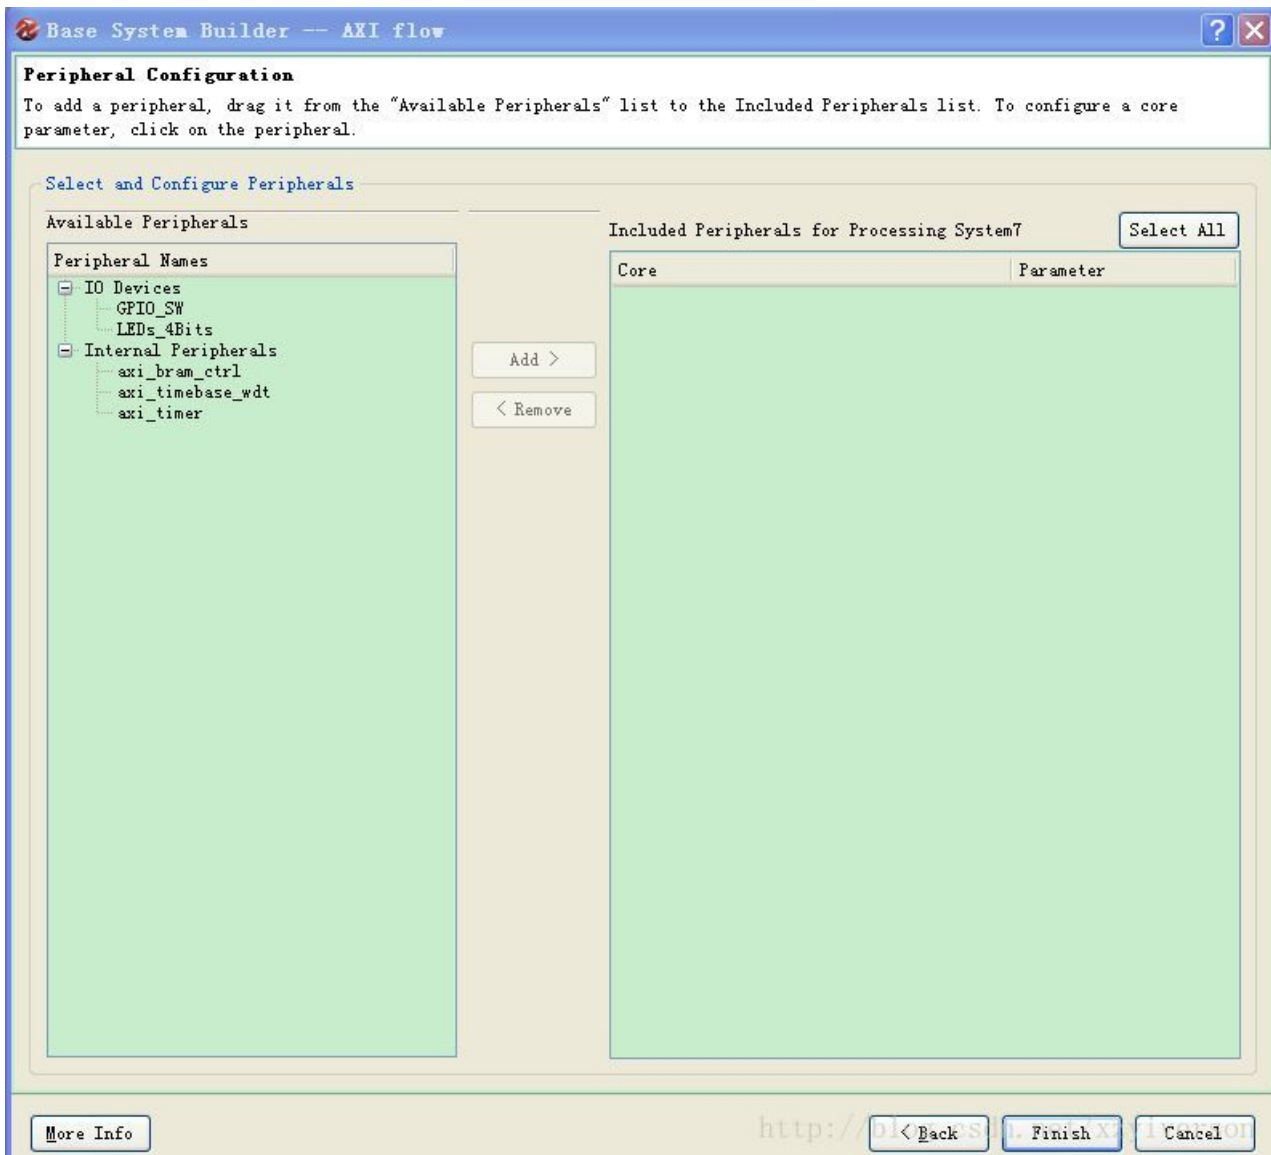 Base System Builder -- AXI flow
Peripheral Configuration
To add a peripheral, drag it from the "Available Peripherals" list to the Included Peripherals list. To configure a core
parameter, click on the peripheral.
Select and Configure Peripherals
Available Peripherals
Peripheral Names
IO Devices
GPIO_SW
LEDs_4Bits
Internal Peripherals
axi_bram_ctrl
axi_timebase_wdt
axi_timer
Add >
< Remove
Included Peripherals for Processing System7
Select All
Core Parameter
More Info
< Back
Finish
Cancel